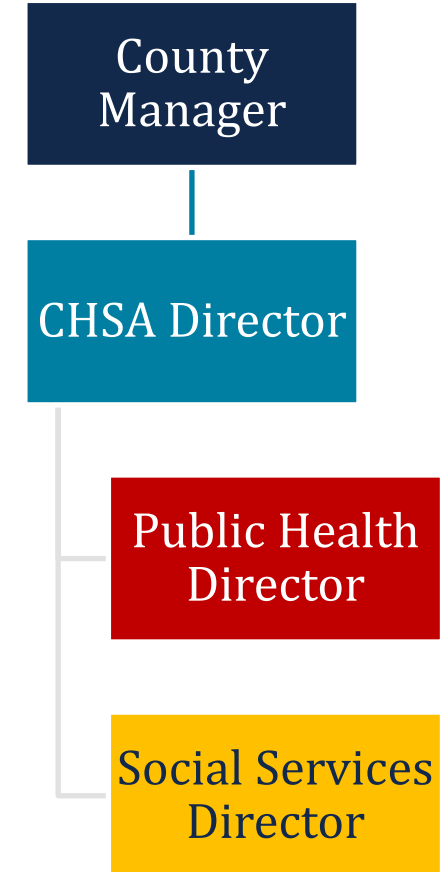 County
Manager
CHSA Director
Public Health
Director
Social Services
Director